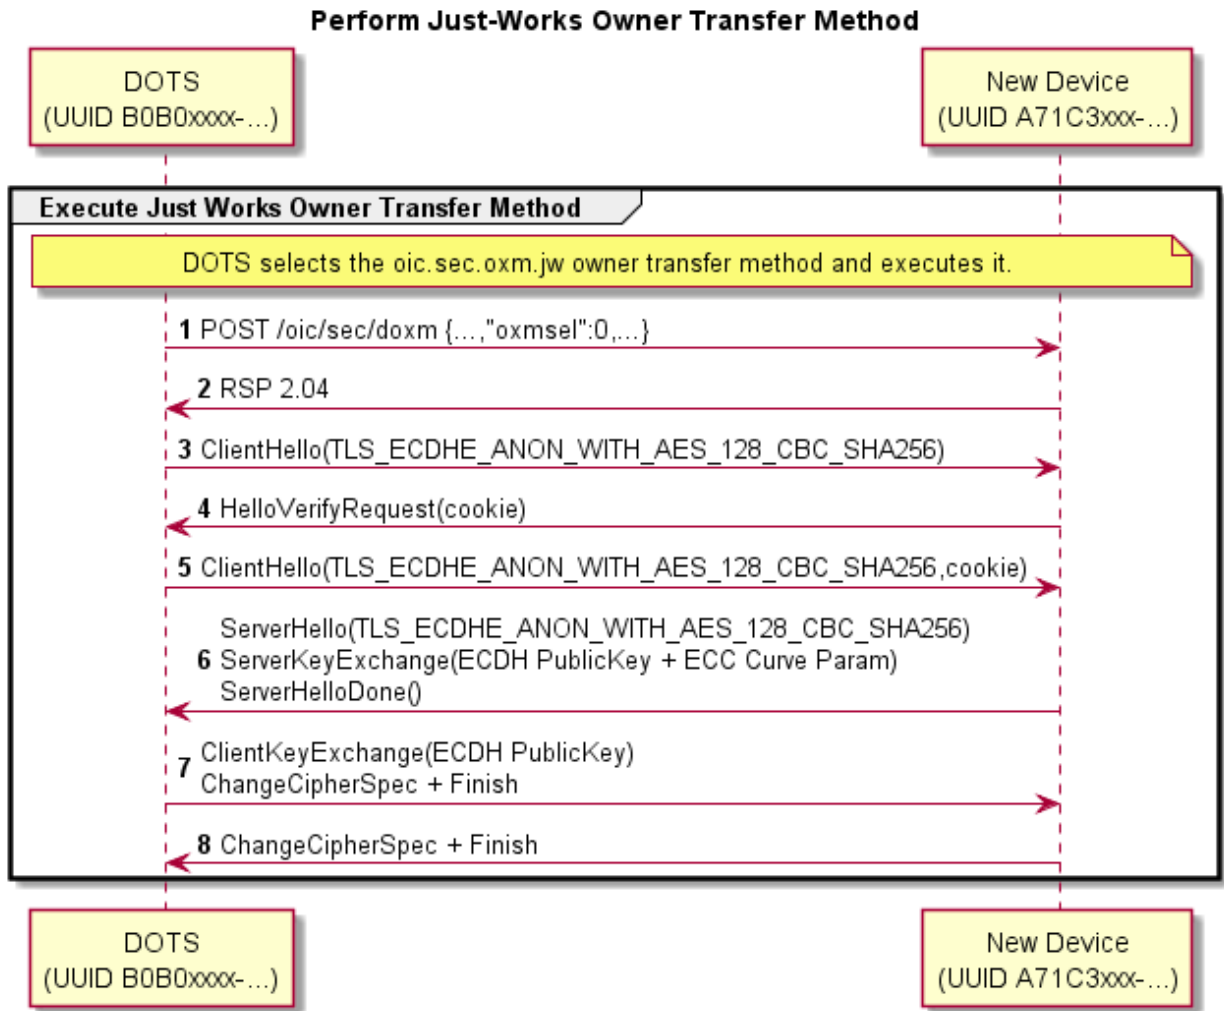 Perform Just-Works Owner Transfer Method
DOTS
(UUID B0B0xxxx-...)
New Device
(UUID A71C3xxx-...)
Execute Just Works Owner Transfer Method
DOTS selects the oic.sec.oxm.jw owner transfer method and executes it.
1 POST /oic/sec/doxm {...,"oxmsel":0,...}
2 RSP 2.04
3 ClientHello(TLS_ECDHE_ANON_WITH_AES_128_CBC_SHA256)
4 HelloVerifyRequest(cookie)
5 ClientHello(TLS_ECDHE_ANON_WITH_AES_128_CBC_SHA256,cookie)
ServerHello(TLS_ECDHE_ANON_WITH_AES_128_CBC_SHA256)
6 ServerKeyExchange(ECDH PublicKey + ECC Curve Param)
ServerHelloDone()
7 ClientKeyExchange(ECDH PublicKey)
ChangeCipherSpec + Finish
8 ChangeCipherSpec + Finish
DOTS
(UUID B0B0xxxx-...)
New Device
(UUID A71C3xxx-...)